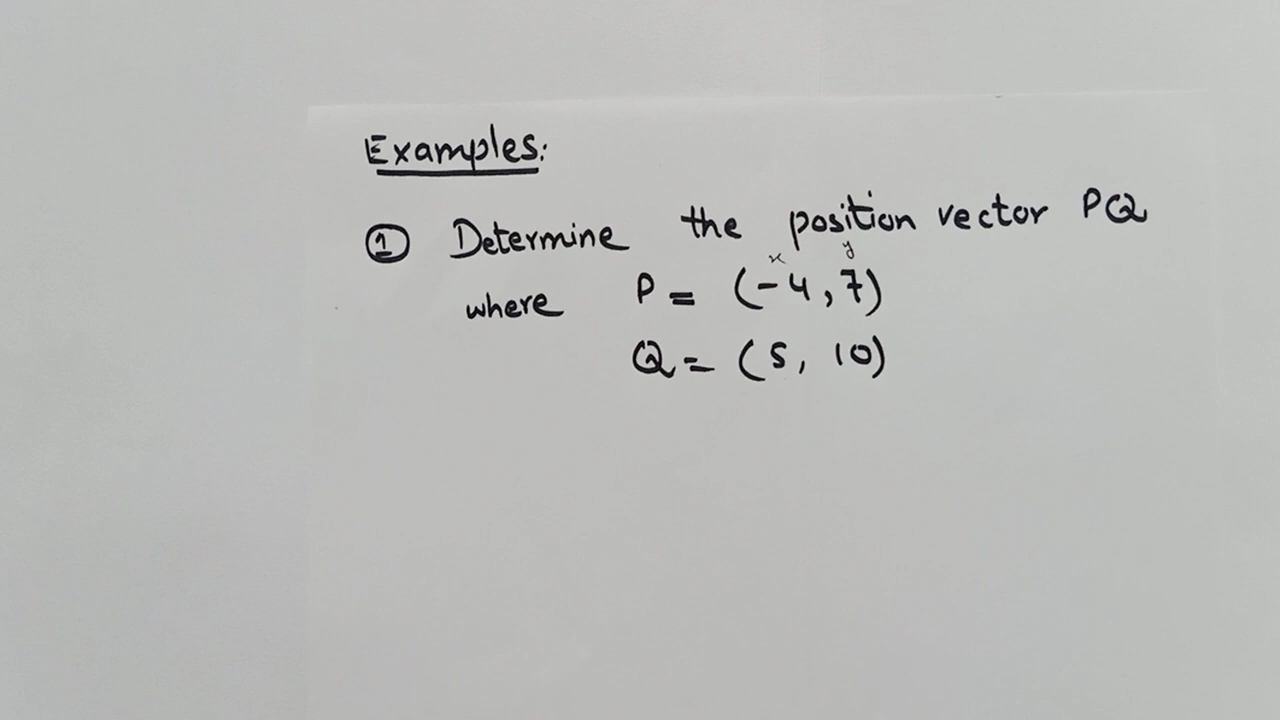 Examples:
① Determine the position vector PQ
x y
where P = (-4, 7)
Q = (5, 10)